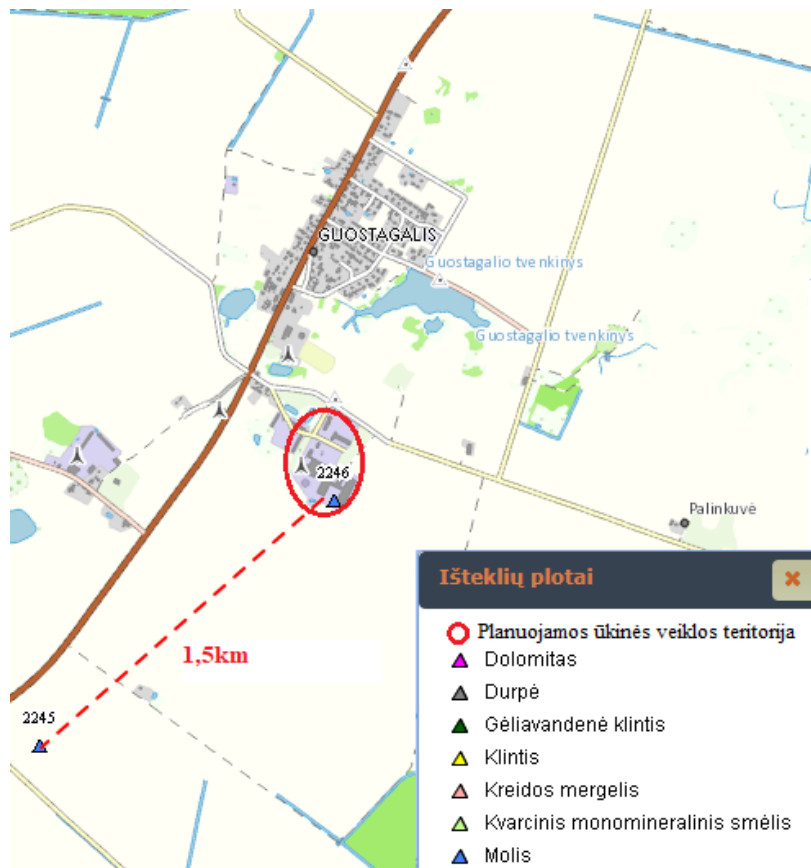 GUOSTAGALIS
Guostagalio tvenkinys
Guostagalio tvenkinys
2246
Palinkuvė
1,5km
2245
Išteklių plotai
Planuojamos ūkinės veiklos teritorija
Dolomitas
Durpė
Gėliavandenė klintis
Klintis
Kreidos mergelis
Kvarcinis monomineralinis smėlis
Molis